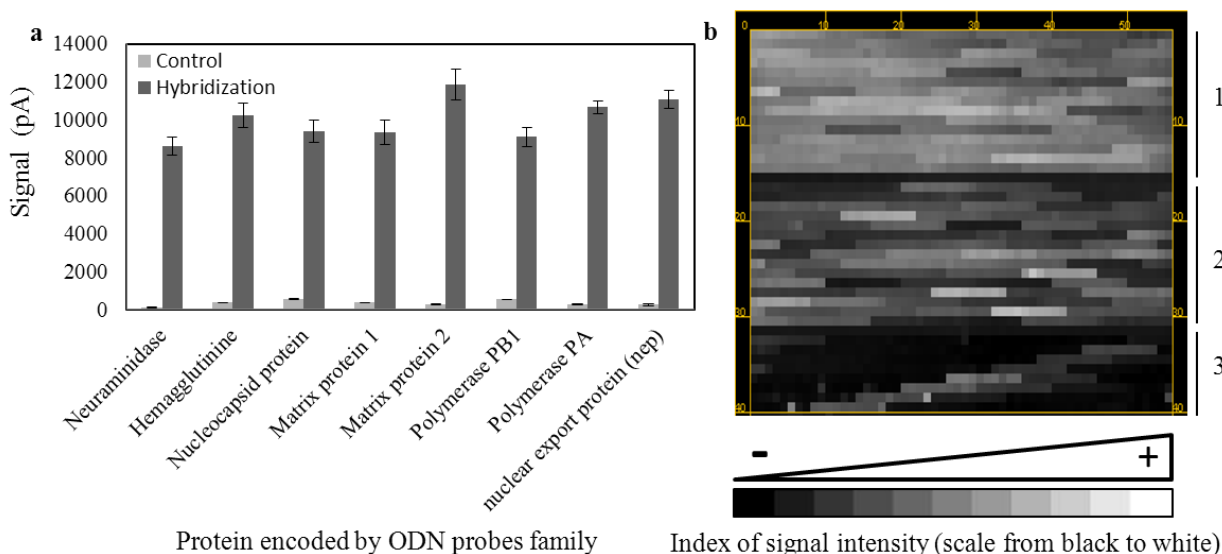 a
14000
12000
10000
8000
6000
4000
2000
0
Signal (pA)
Control
Hybridization
Neuraminidase
Hemagglutinine
Nucleocapsid protein
Matrix protein 1
Matrix protein 2
Polymerase PB1
Polymerase PA
nuclear export protein (nep)
Protein encoded by ODN probes family
b
0 10 20 30 40 50
10
20
30
40
10
20
30
40
1
2
3
- +
Index of signal intensity (scale from black to white)